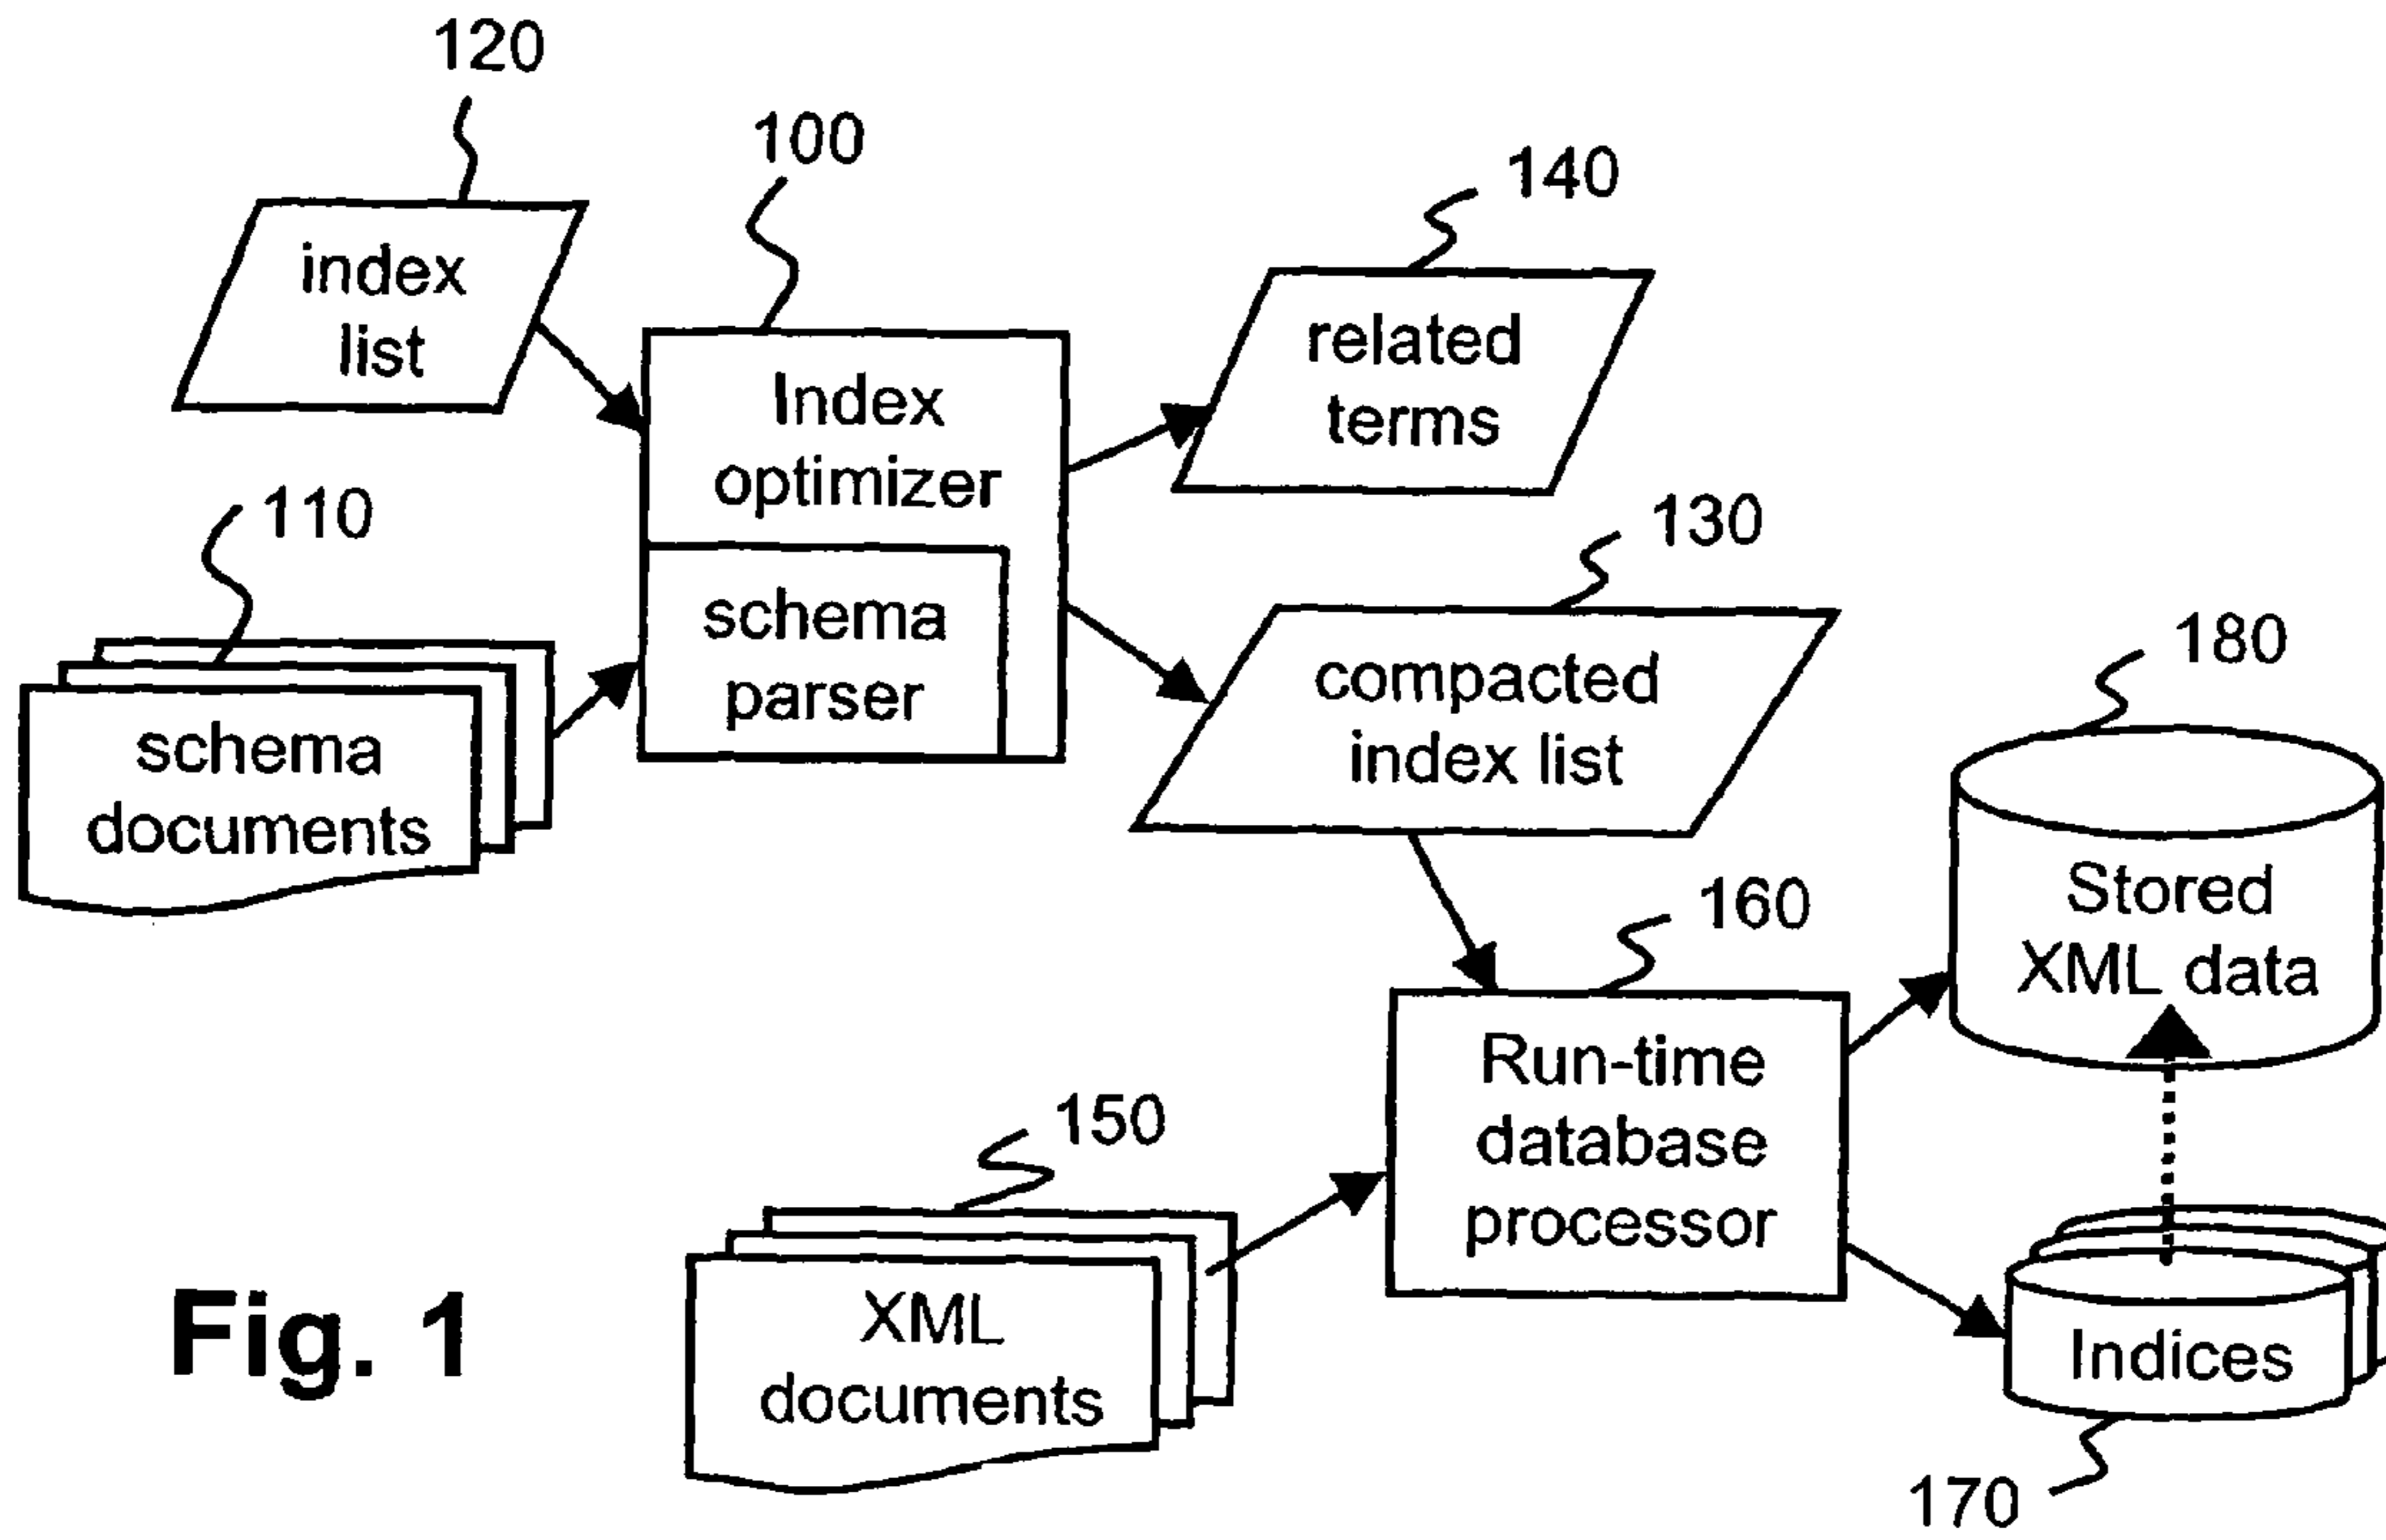 120
100
140
index
list
related
terms
Index
optimizer
110
130
schema
parser
compacted
index list
180
schema
documents
Stored
XML data
160
Run-time
database
processor
150
XML
documents
Indices
170
Fig. 1